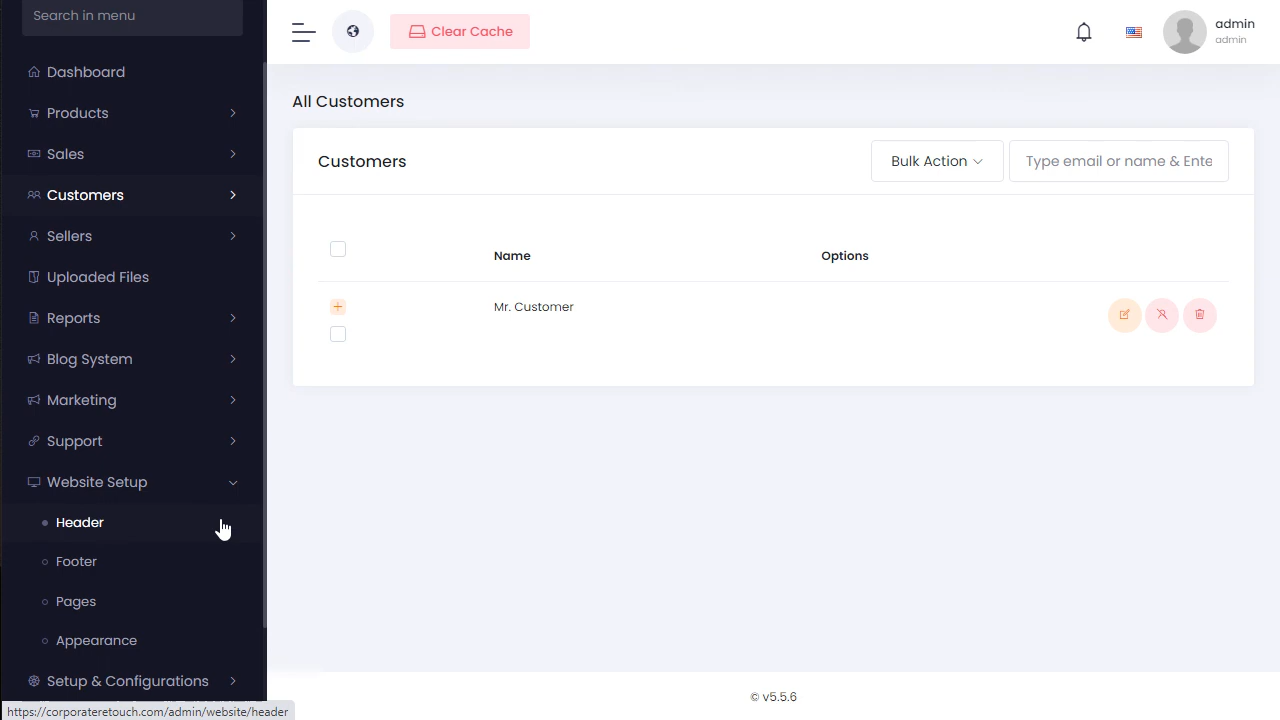 Search in menu
Dashboard
Products
Sales
Customers
Sellers
Uploaded Files
Reports
Blog System
Marketing
Support
Website Setup
Header
Footer
Pages
Appearance
Setup & Configurations
https://corporateretouch.com/admin/website/header
Clear Cache
admin
admin
All Customers
Customers
Bulk Action
Type email or name & Ente
Name
Options
Mr. Customer
© v5.5.6